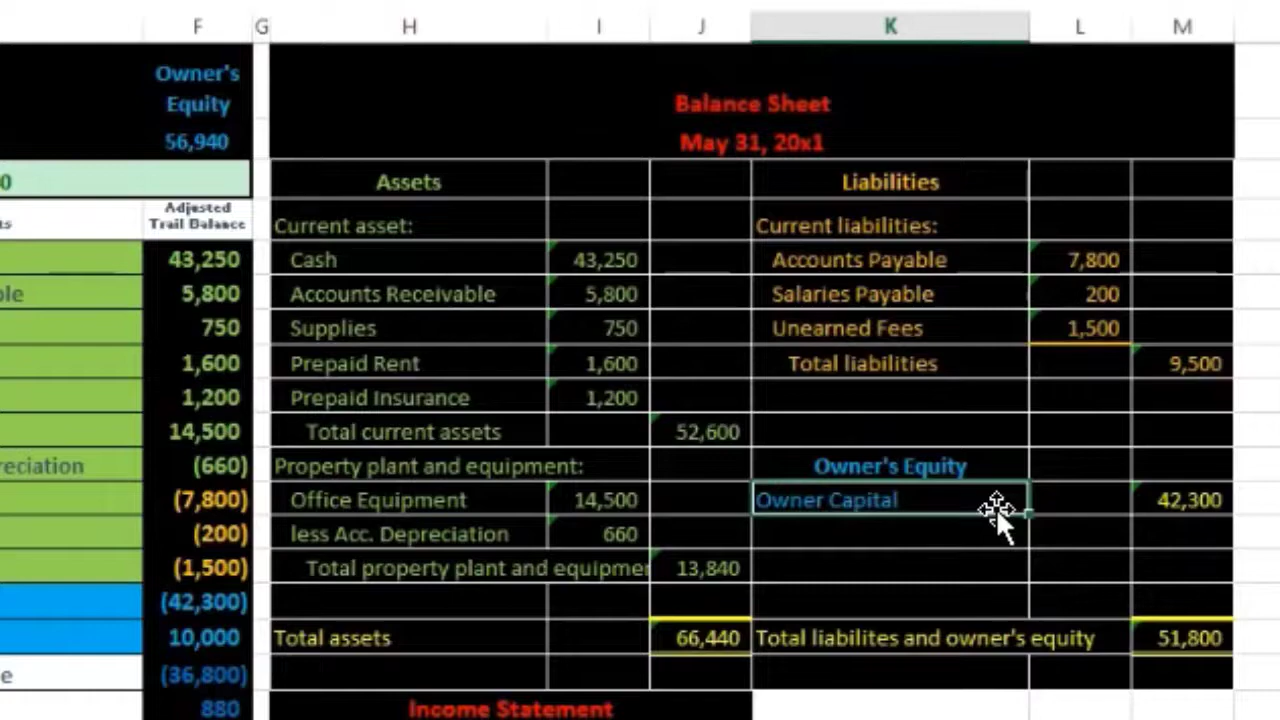 F G H I J K L M
Owner's
Equity
56,940
Balance Sheet
May 31, 20x1
0 Assets Liabilities
ts Adjusted
Trail Balance
Current asset: Current liabilities:
43,250 Cash 43,250 Accounts Payable 7,800
ble 5,800 Accounts Receivable 5,800 Salaries Payable 200
750 Supplies 750 Unearned Fees 1,500
1,600 Prepaid Rent 1,600 Total liabilities 9,500
1,200 Prepaid Insurance 1,200
14,500 Total current assets 52,600
reciation (660) Property plant and equipment: Owner's Equity
(7,800) Office Equipment 14,500 Owner Capital 42,300
(200) less Acc. Depreciation 660
(1,500) Total property plant and equipmer 13,840
(42,300)
10,000 Total assets 66,440 Total liabilites and owner's equity 51,800
e (36,800)
880 Income Statement